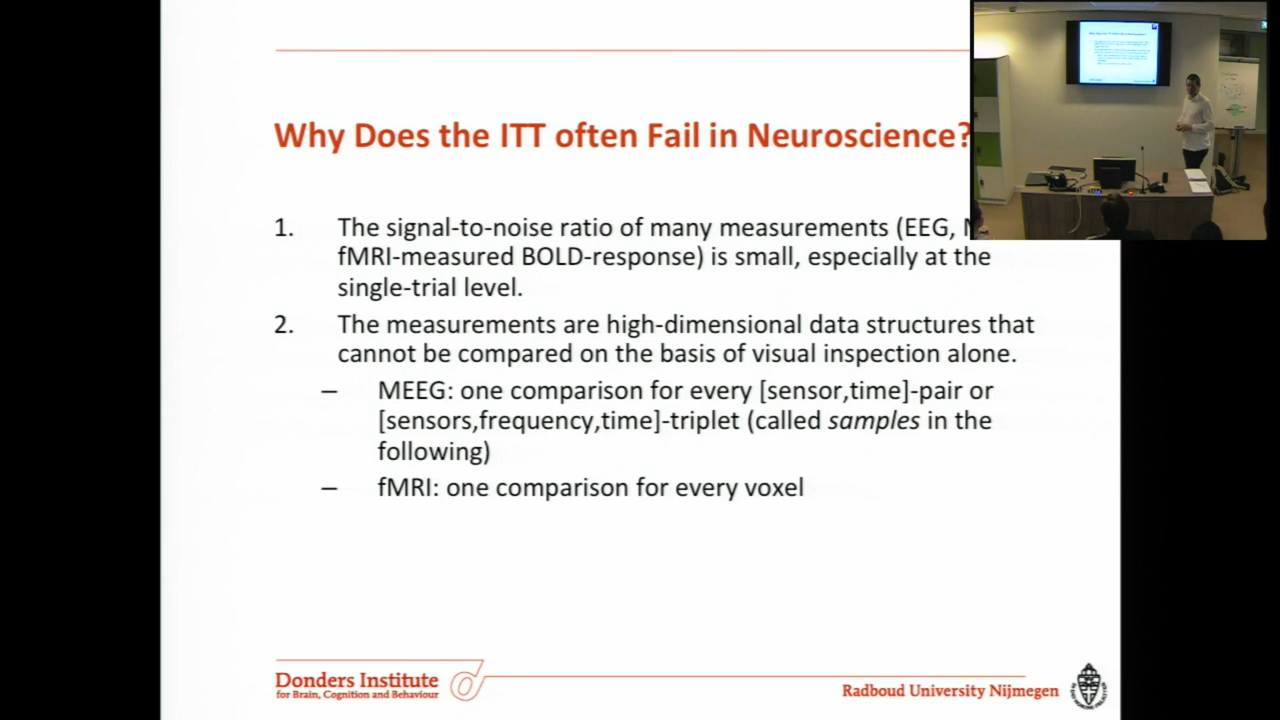 Why Does the ITT often Fail in Neuroscience?
1. The signal-to-noise ratio of many measurements (EEG,
fMRI-measured BOLD-response) is small, especially at the
single-trial level.
2. The measurements are high-dimensional data structures that
cannot be compared on the basis of visual inspection alone.
– MEEG: one comparison for every [sensor,time]-pair or
[sensors,frequency,time]-triplet (called samples in the
following)
– fMRI: one comparison for every voxel
Donders Institute
for Brain, Cognition and Behaviour
Radboud University Nijmegen